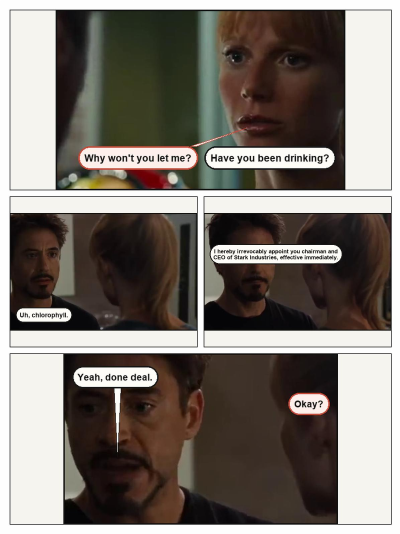 Why won't you let me?
Have you been drinking?
Uh, chlorophyll.
I hereby irrevocably appoint you chairman and
CEO of Stark Industries, effective immediately.
Yeah, done deal.
Okay?